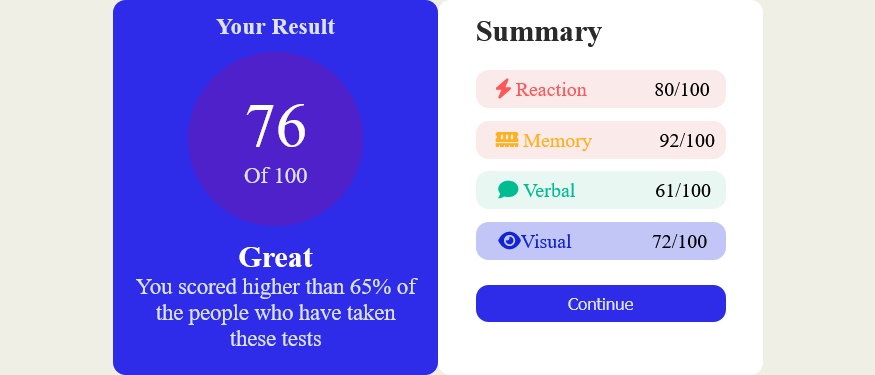 Your Result
76
Of 100
Great
You scored higher than 65% of
the people who have taken
these tests
Summary
Reaction 80/100
Memory 92/100
Verbal 61/100
Visual 72/100
Continue